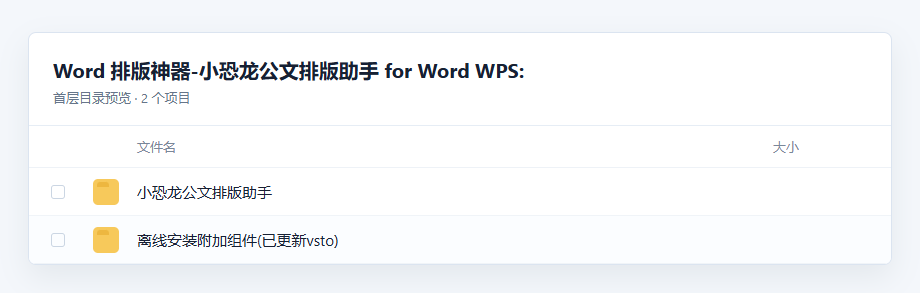 Word 排版神器-小恐龙公文排版助手 for Word WPS:
首层目录预览 · 2 个项目
文件名 大小
小恐龙公文排版助手
离线安装附加组件(已更新vsto)